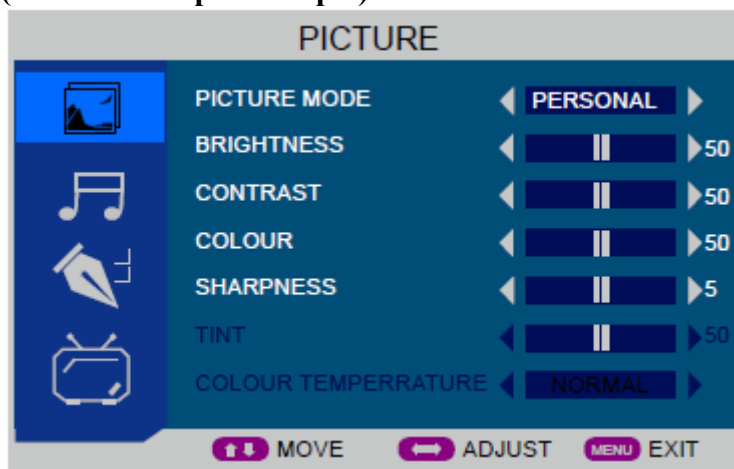 PICTURE
PICTURE MODE PERSONAL
BRIGHTNESS 50
CONTRAST 50
COLOUR 50
SHARPNESS 5
TINT 50
COLOUR TEMPERRATURE NORMAL
MOVE ADJUST MENU EXIT